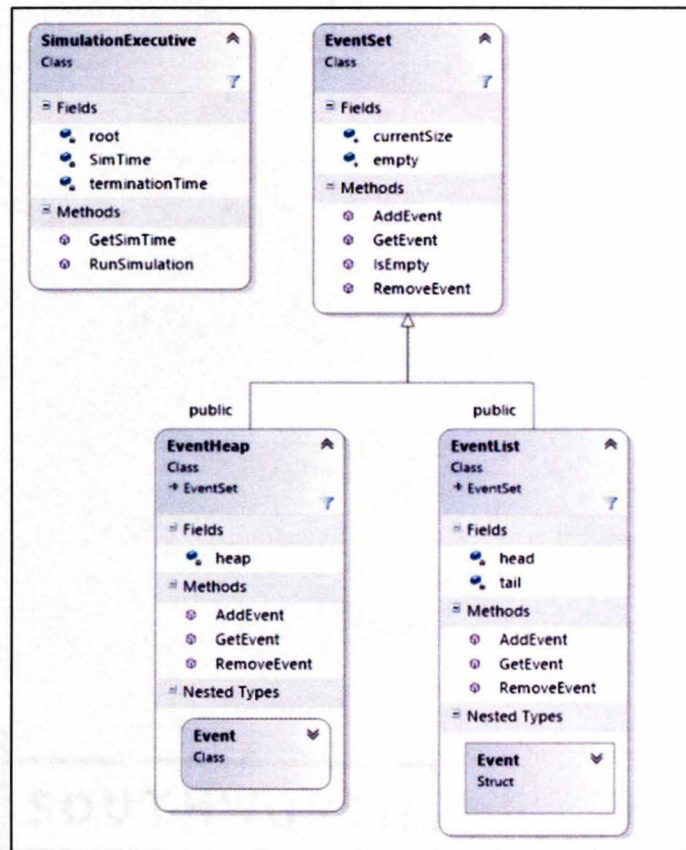 SimulationExecutive
Class
Fields
root
SimTime
terminationTime
Methods
GetSimTime
RunSimulation
EventSet
Class
Fields
currentSize
empty
Methods
AddEvent
GetEvent
IsEmpty
RemoveEvent
public
public
EventHeap
Class
EventSet
Fields
heap
Methods
AddEvent
GetEvent
RemoveEvent
Nested Types
Event
Class
EventList
Class
EventSet
Fields
head
tail
Methods
AddEvent
GetEvent
RemoveEvent
Nested Types
Event
Struct